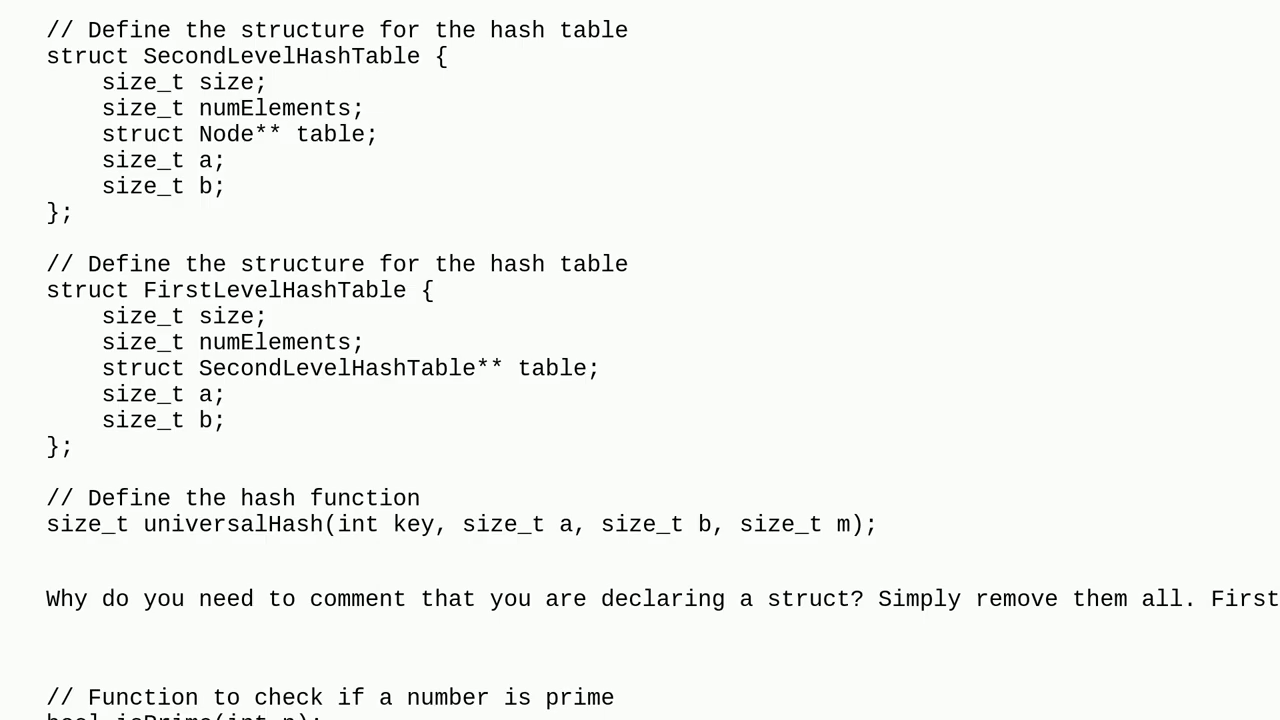 // Define the structure for the hash table
struct SecondLevelHashTable {
    size_t size;
    size_t numElements;
    struct Node** table;
    size_t a;
    size_t b;
};
// Define the structure for the hash table
struct FirstLevelHashTable {
    size_t size;
    size_t numElements;
    struct SecondLevelHashTable** table;
    size_t a;
    size_t b;
};
// Define the hash function
size_t universalHash(int key, size_t a, size_t b, size_t m);
Why do you need to comment that you are declaring a struct? Simply remove them all. First
// Function to check if a number is prime
bool isPrime(int n);